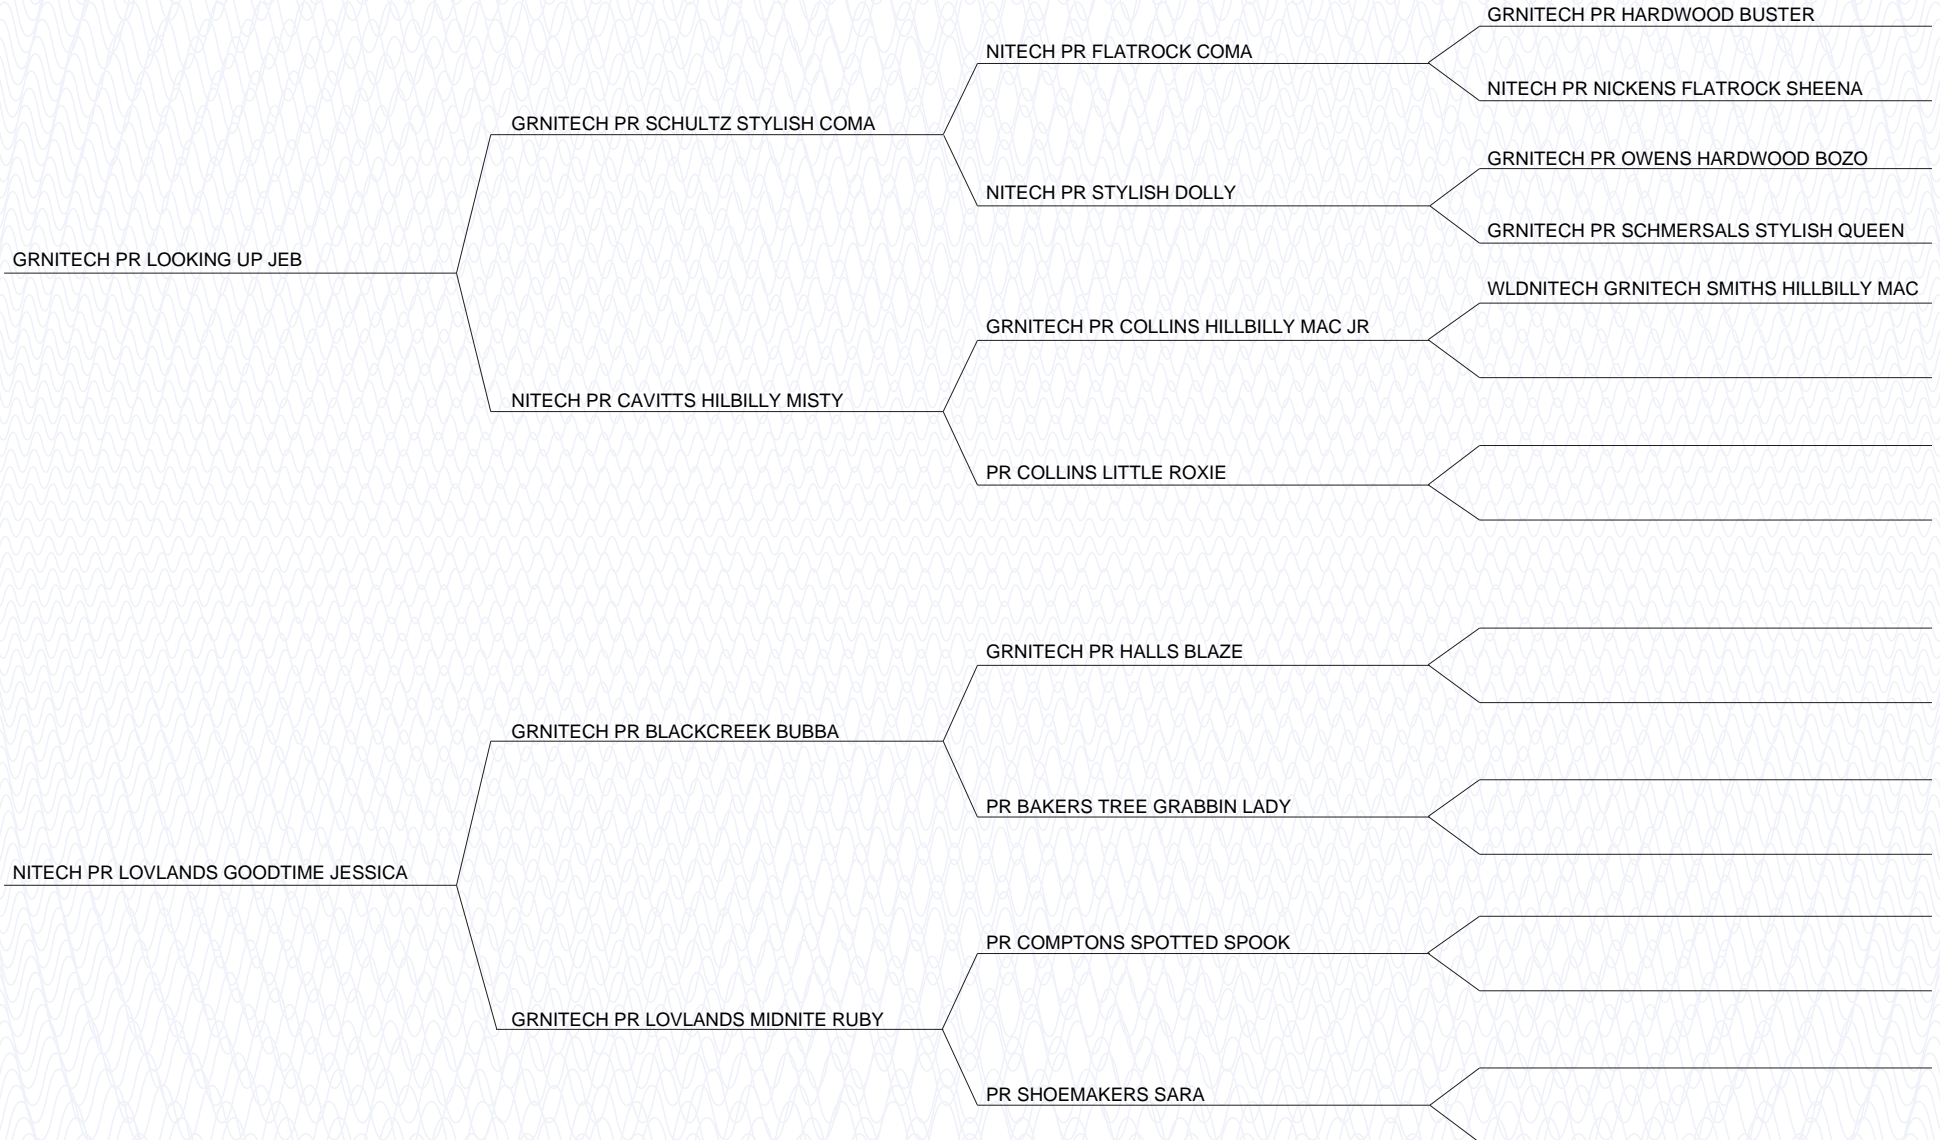 GRNITECH PR HARDWOOD BUSTER
NITECH PR FLATROCK COMA
NITECH PR NICKENS FLATROCK SHEENA
GRNITECH PR SCHULTZ STYLISH COMA
GRNITECH PR OWENS HARDWOOD BOZO
NITECH PR STYLISH DOLLY
GRNITECH PR SCHMERSALS STYLISH QUEEN
GRNITECH PR LOOKING UP JEB
WLDNITECH GRNITECH SMITHS HILLBILLY MAC
GRNITECH PR COLLINS HILLBILLY MAC JR
NITECH PR CAVITTS HILBILLY MISTY
PR COLLINS LITTLE ROXIE
GRNITECH PR HALLS BLAZE
GRNITECH PR BLACKCREEK BUBBA
PR BAKERS TREE GRABBIN LADY
NITECH PR LOVLANDS GOODTIME JESSICA
PR COMPTONS SPOTTED SPOOK
GRNITECH PR LOVLANDS MIDNITE RUBY
PR SHOEMAKERS SARA